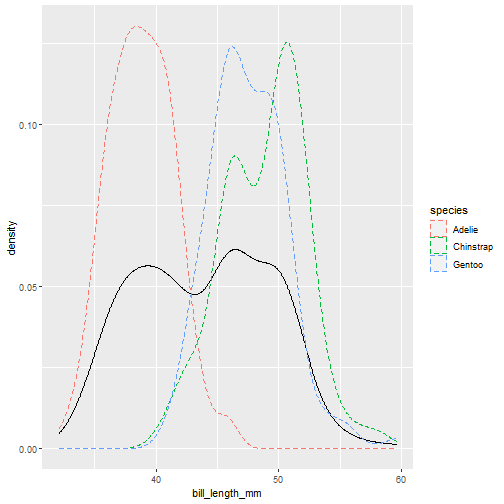 0.10
0.05
0.00
density
40
50
60
bill_length_mm
species
Adelie
Chinstrap
Gentoo